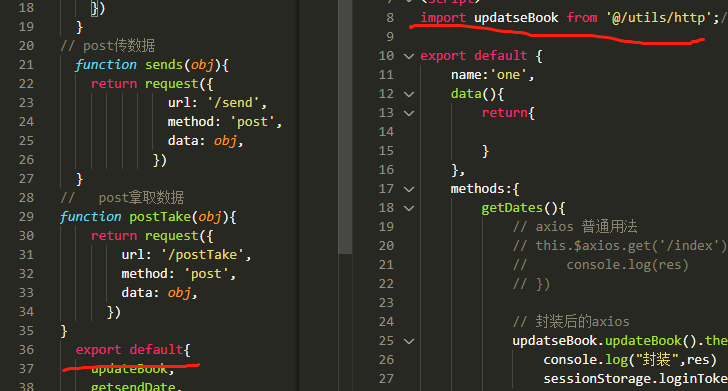 18 })
19 }
20 // post传数据
21 function sends(obj){
22 return request({
23 url: '/send',
24 method: 'post',
25 data: obj,
26 })
27 }
28 // post拿取数据
29 function postTake(obj){
30 return request({
31 url: '/postTake',
32 method: 'post',
33 data: obj,
34 })
35 }
36 export default{
37 updateBook,
38 getsendDate,
8 import updatseBook from '@/utils/http';/
9
10 export default {
11 name:'one',
12 data(){
13 return{
14
15 }
16 },
17 methods:{
18 getDates(){
19 // axios 普通用法
20 // this.$axios.get('/index')
21 // console.log(res)
22 // })
23
24 // 封装后的axios
25 updatseBook.updateBook().the
26 console.log("封装",res)
27 sessionStorage.loginToke